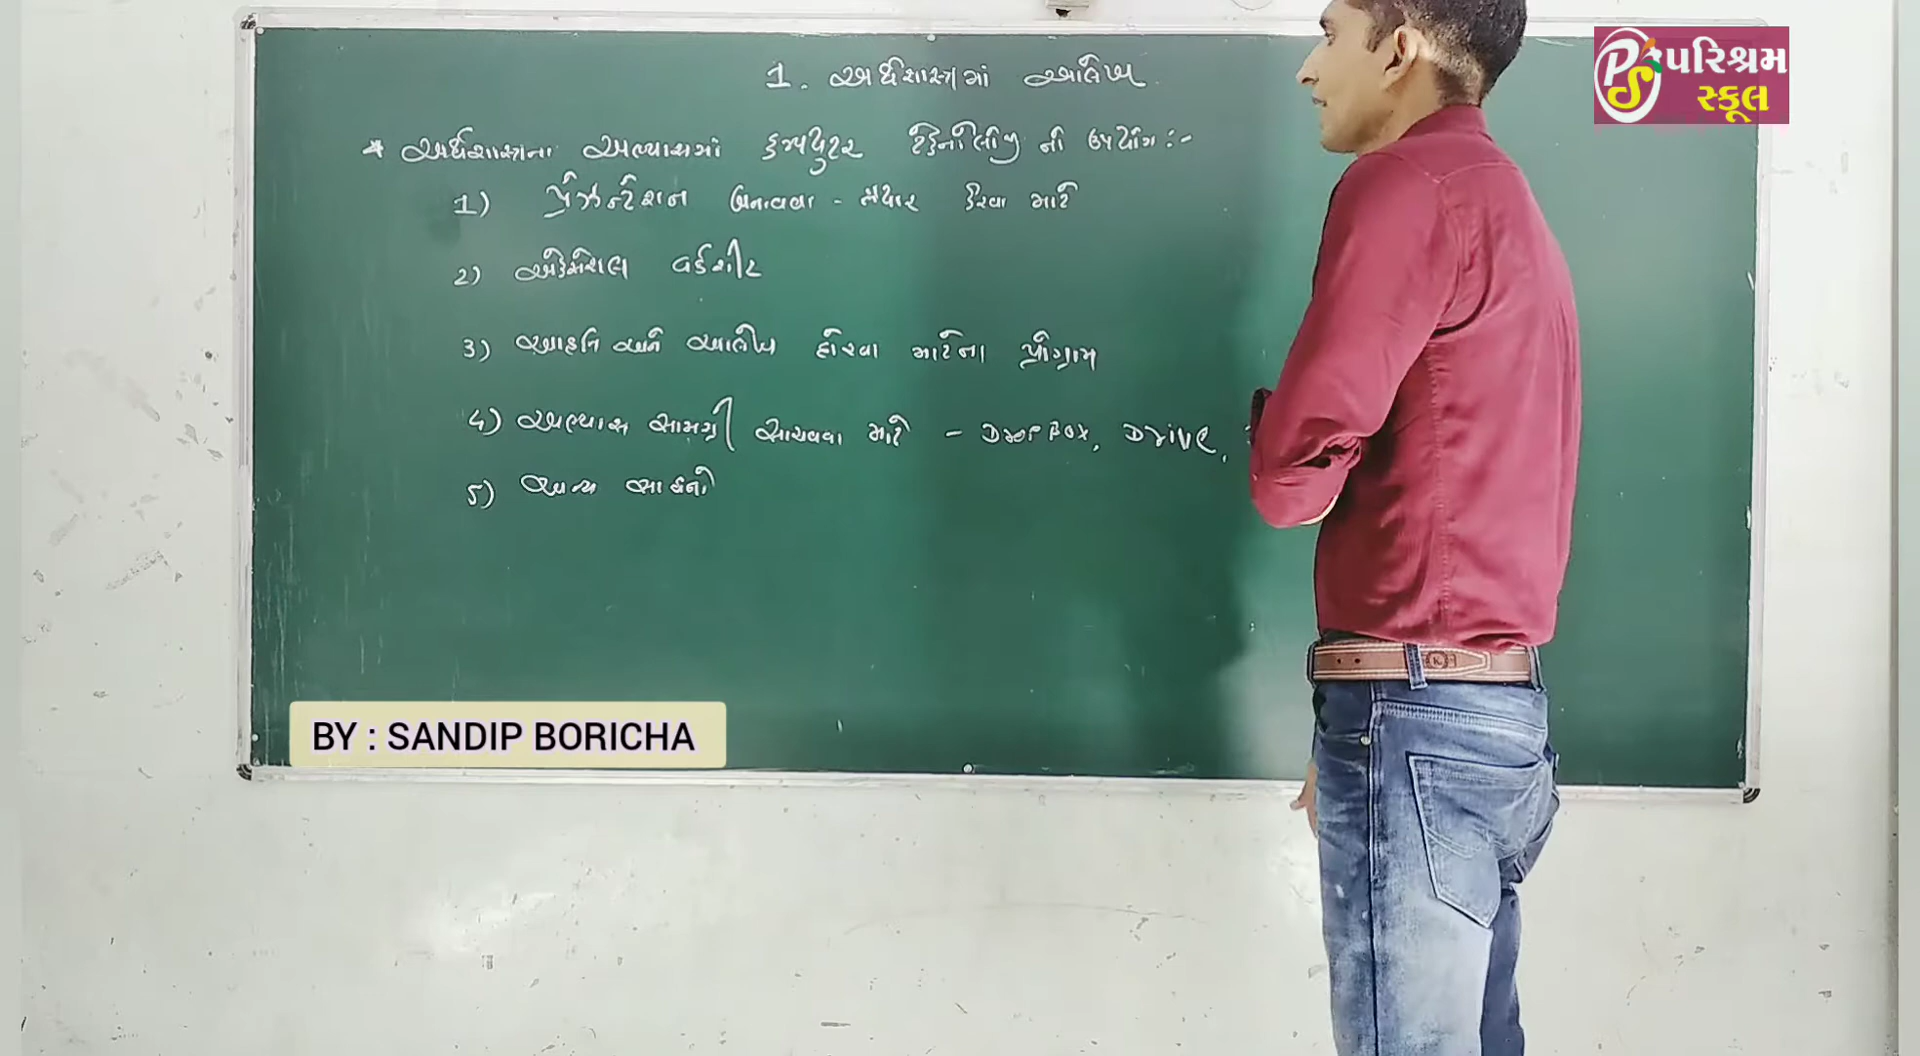 1. અર્થશાસ્ત્રમાં આલેખ
પરિશ્રમ
સ્કૂલ
PS
* અર્થશાસ્ત્રના અભ્યાસમાં કમ્પ્યુટર ટેકનોલોજી નો ઉપયોગ :-
1) પ્રેઝન્ટેશન બનાવવા - તૈયાર કરવા માટે
2) વર્કશીટ
3) આકૃતિ અને આલેખ દોરવા માટેના પ્રોગ્રામ
4) અભ્યાસ સામગ્રી સાચવવા માટે - DROPBOX, DRIVE,
5) અન્ય સાધનો
BY : SANDIP BORICHA